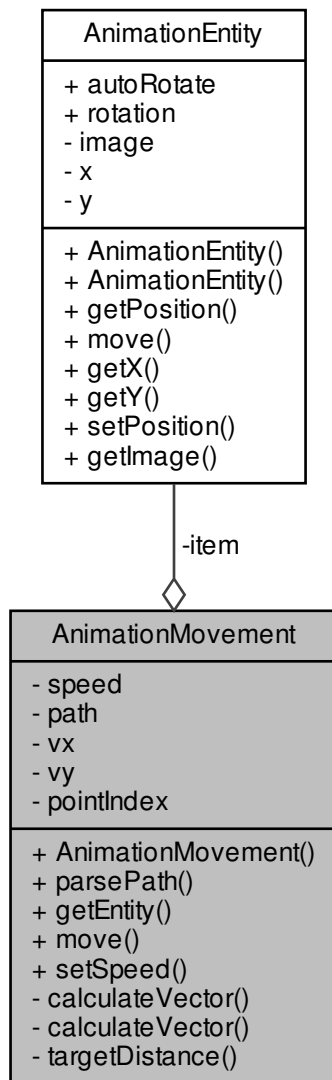 AnimationEntity
+ autoRotate
+ rotation
- image
- x
- y
+ AnimationEntity()
+ AnimationEntity()
+ getPosition()
+ move()
+ getX()
+ getY()
+ setPosition()
+ getImage()
-item
AnimationMovement
- speed
- path
- vx
- vy
- pointIndex
+ AnimationMovement()
+ parsePath()
+ getEntity()
+ move()
+ setSpeed()
- calculateVector()
- calculateVector()
- targetDistance()